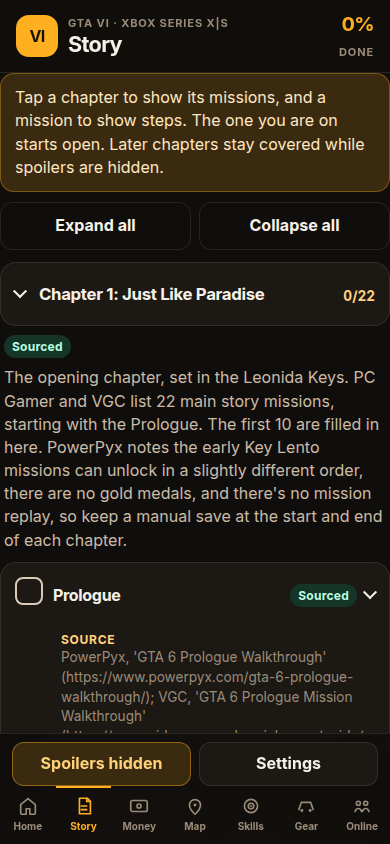 VI
GTA VI · XBOX SERIES X|S
Story
0%
DONE
Tap a chapter to show its missions, and a
mission to show steps. The one you are on
starts open. Later chapters stay covered while
spoilers are hidden.
Expand all
Collapse all
Chapter 1: Just Like Paradise
0/22
Sourced
The opening chapter, set in the Leonida Keys. PC
Gamer and VGC list 22 main story missions,
starting with the Prologue. The first 10 are filled in
here. PowerPyx notes the early Key Lento
missions can unlock in a slightly different order,
there are no gold medals, and there's no mission
replay, so keep a manual save at the start and end
of each chapter.
Prologue
Sourced
SOURCE
PowerPyx, 'GTA 6 Prologue Walkthrough'
(https://www.powerpyx.com/gta-6-prologue-
walkthrough/); VGC, 'GTA 6 Prologue Mission
Walkthrough'
Spoilers hidden
Settings
Home
Story
Money
Map
Skills
Gear
Online